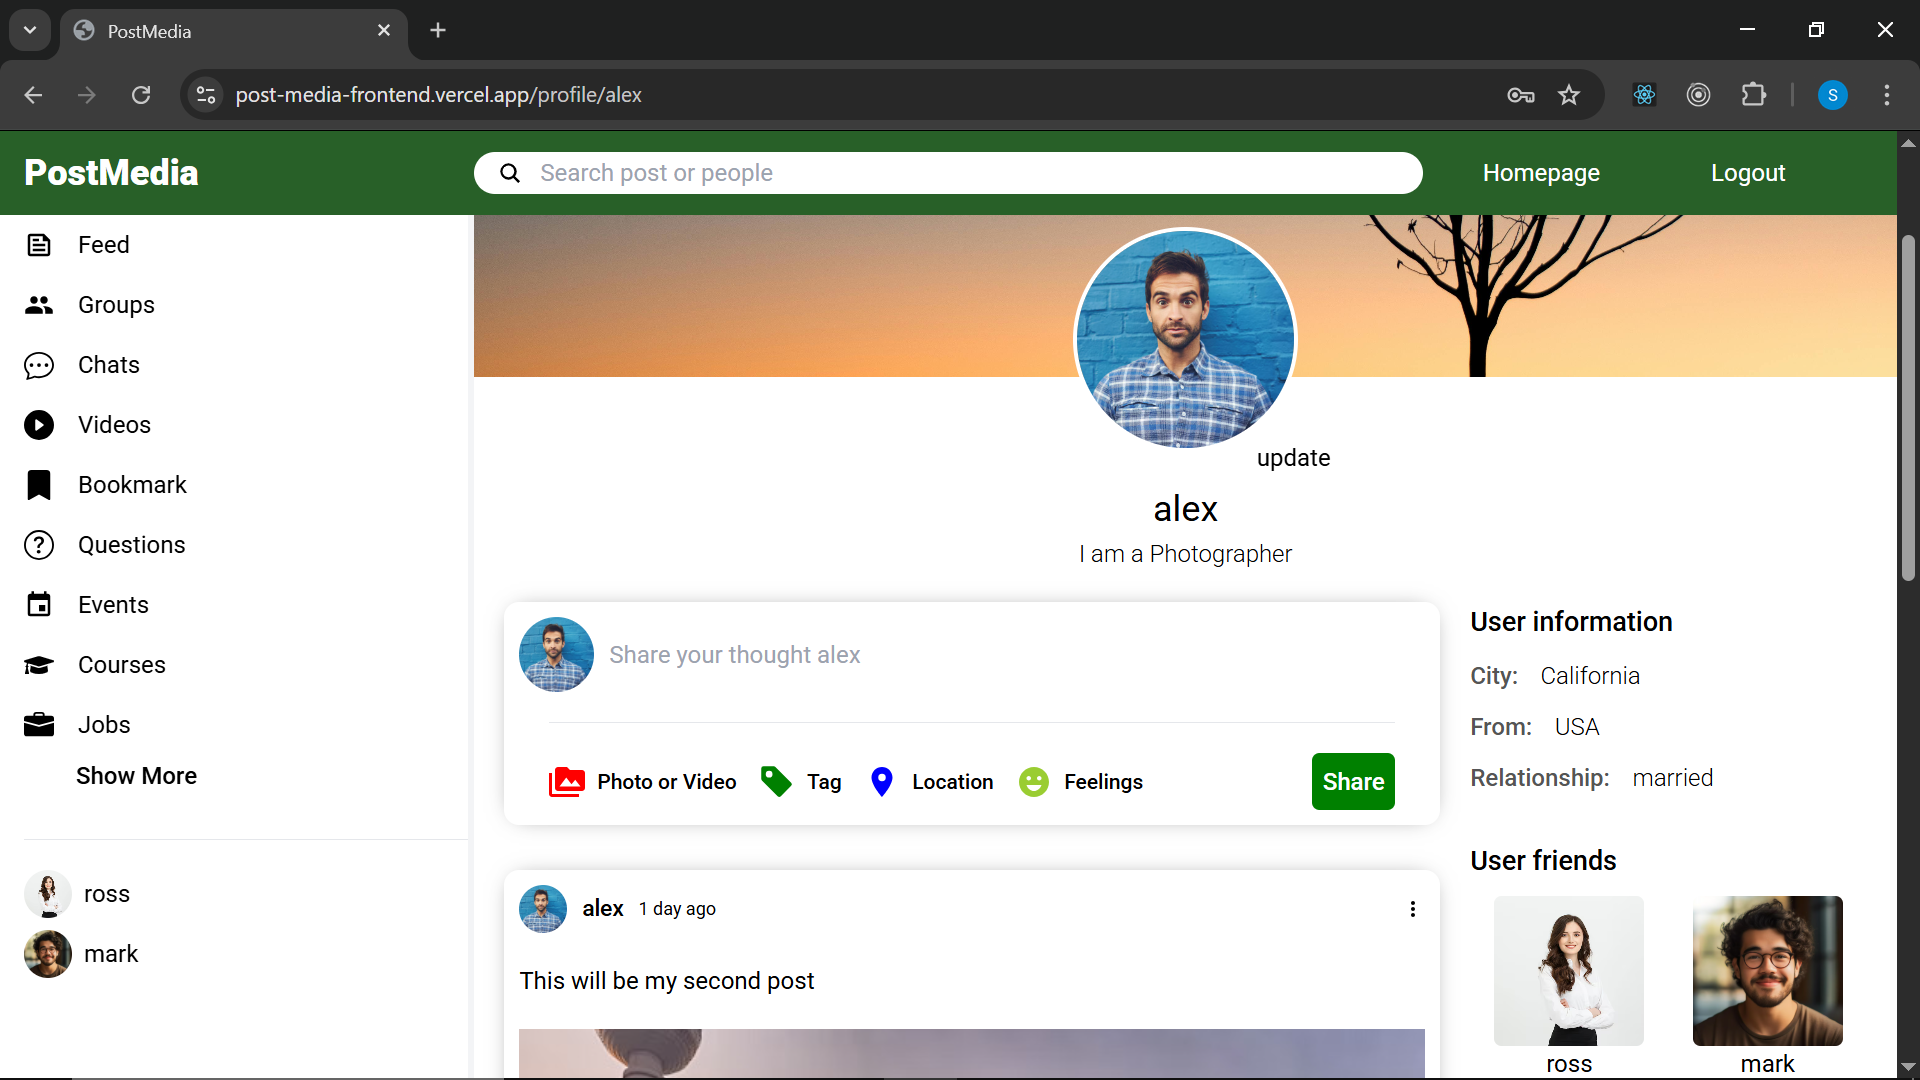 PostMedia
post-media-frontend.vercel.app/profile/alex
S
PostMedia
Search post or people
Homepage
Logout
Feed
Groups
Chats
Videos
Bookmark
Questions
Events
Courses
Jobs
Show More
ross
mark
update
alex
I am a Photographer
Share your thought alex
Photo or Video
Tag
Location
Feelings
Share
alex 1 day ago
This will be my second post
User information
City: California
From: USA
Relationship: married
User friends
ross
mark